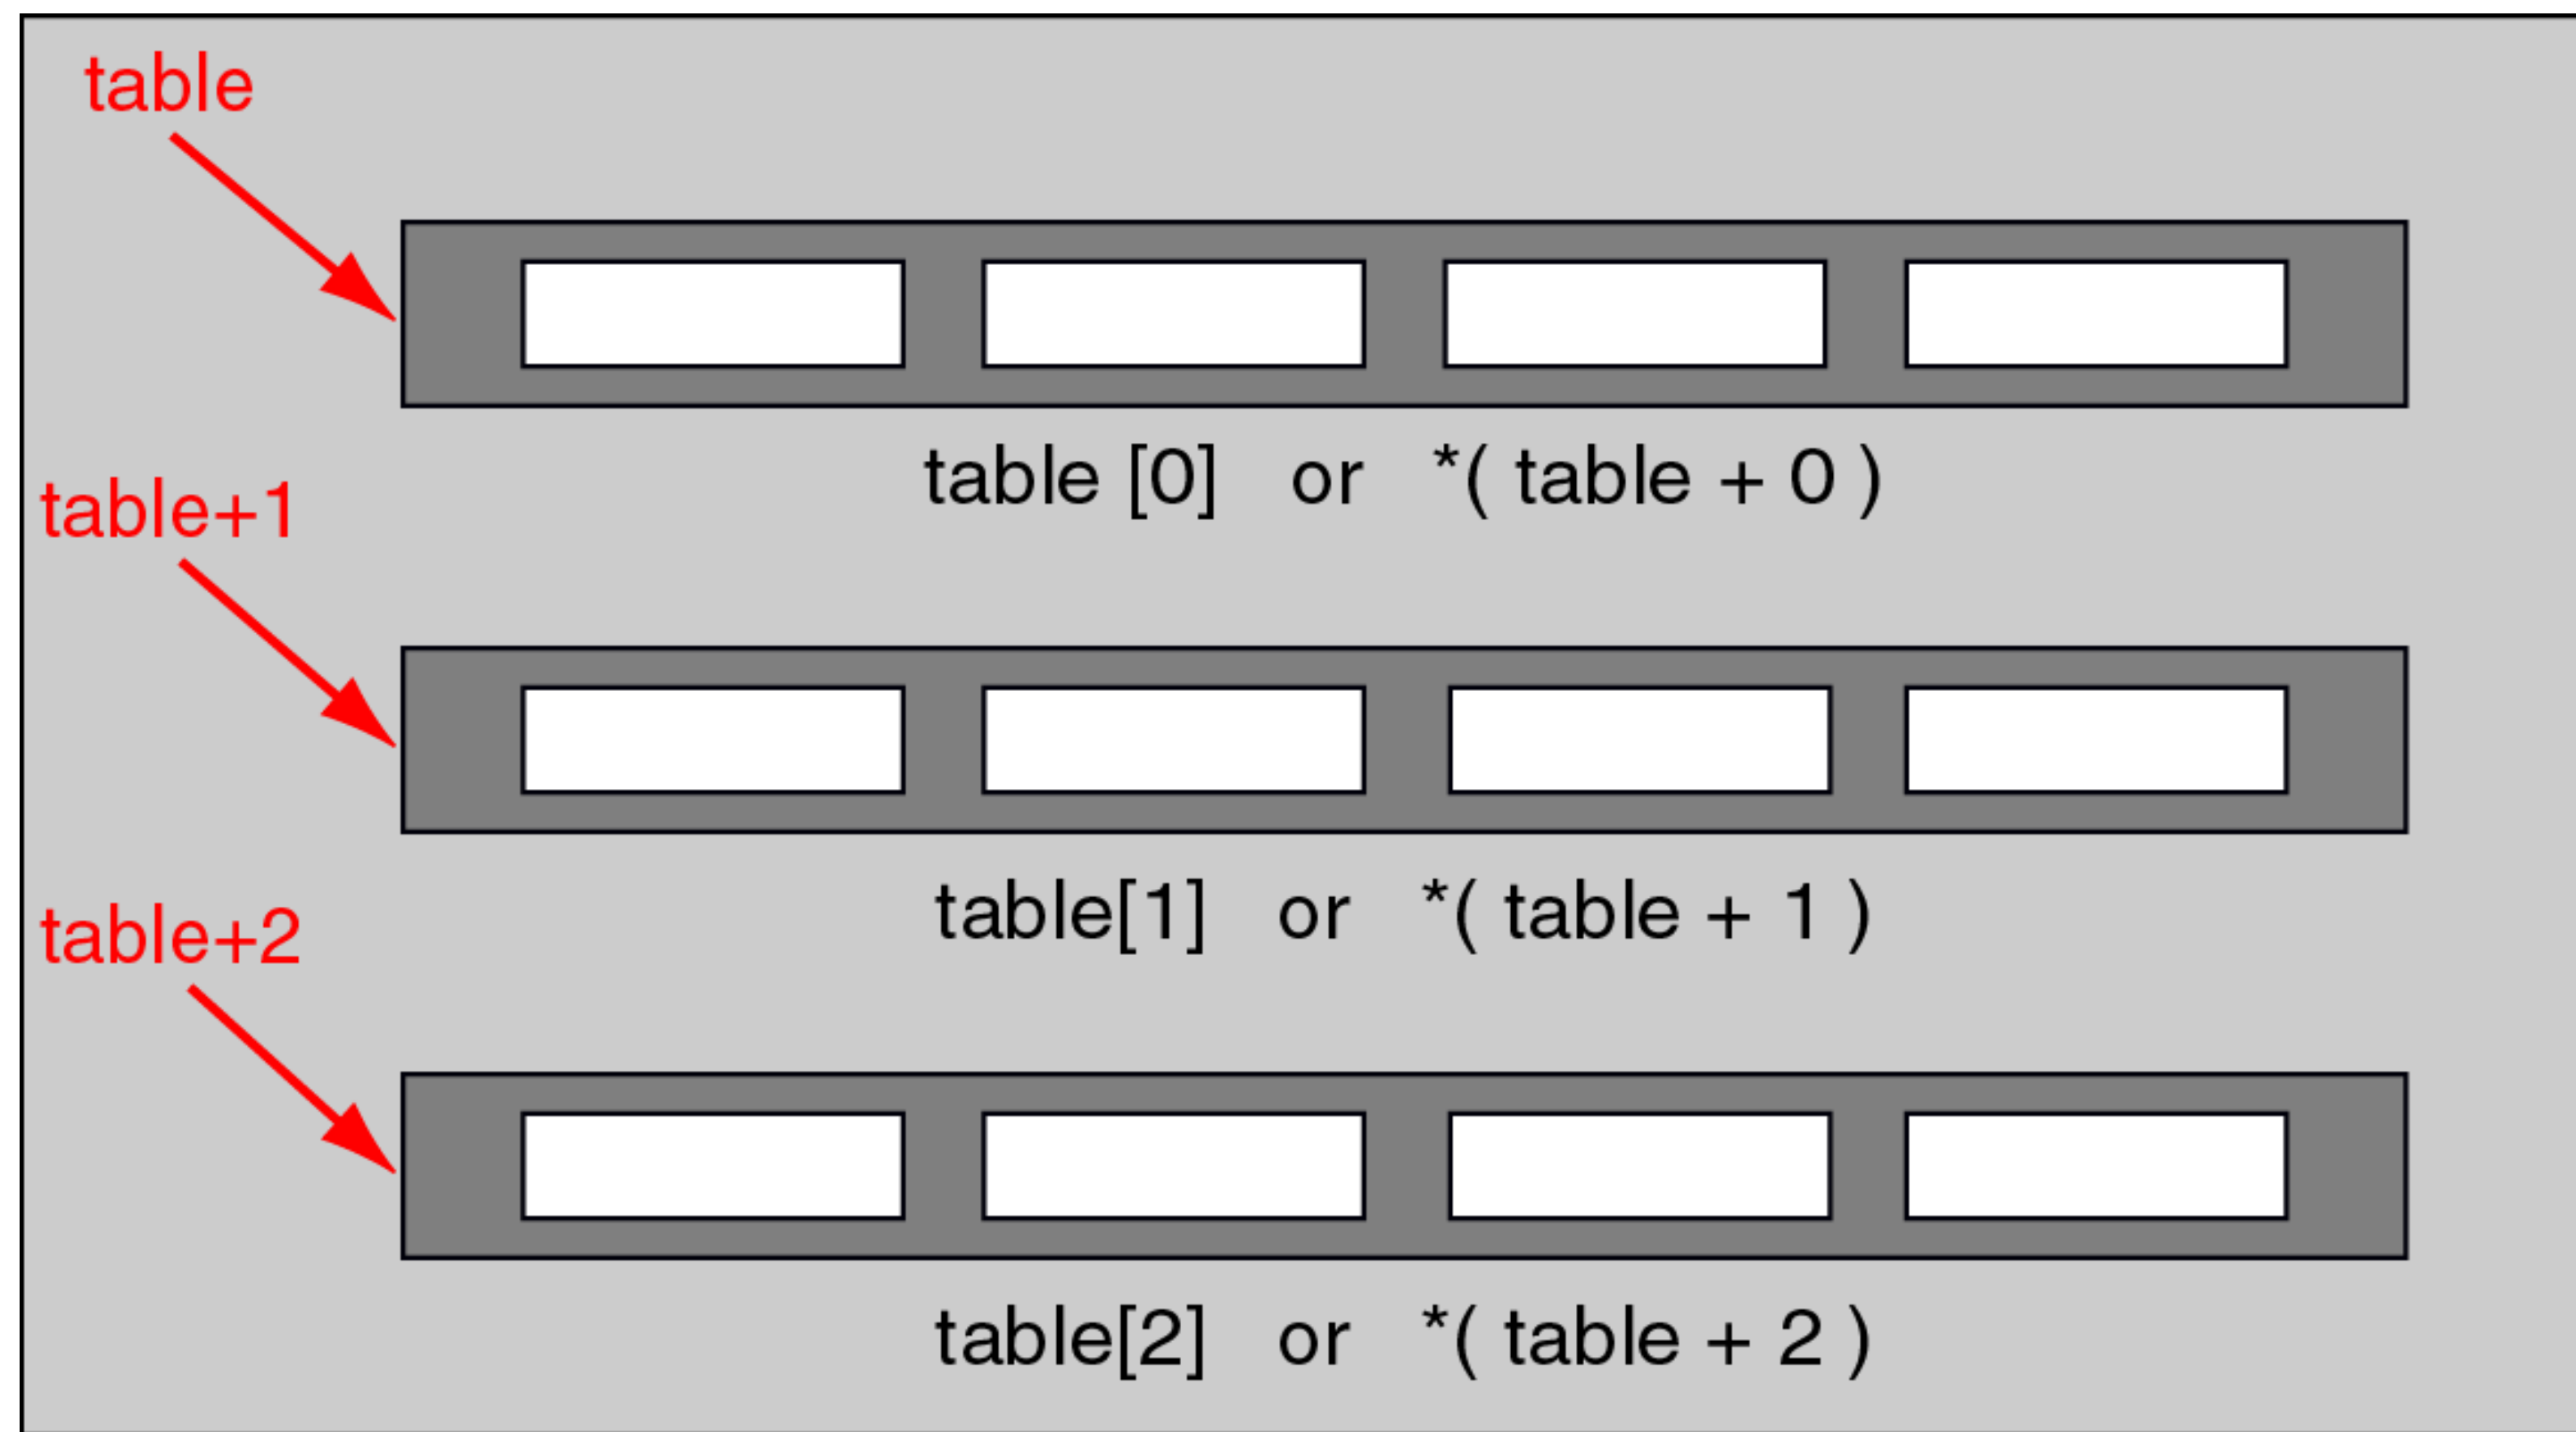 table
table [0] or *( table + 0 )
table+1
table[1] or *( table + 1 )
table+2
table[2] or *( table + 2 )